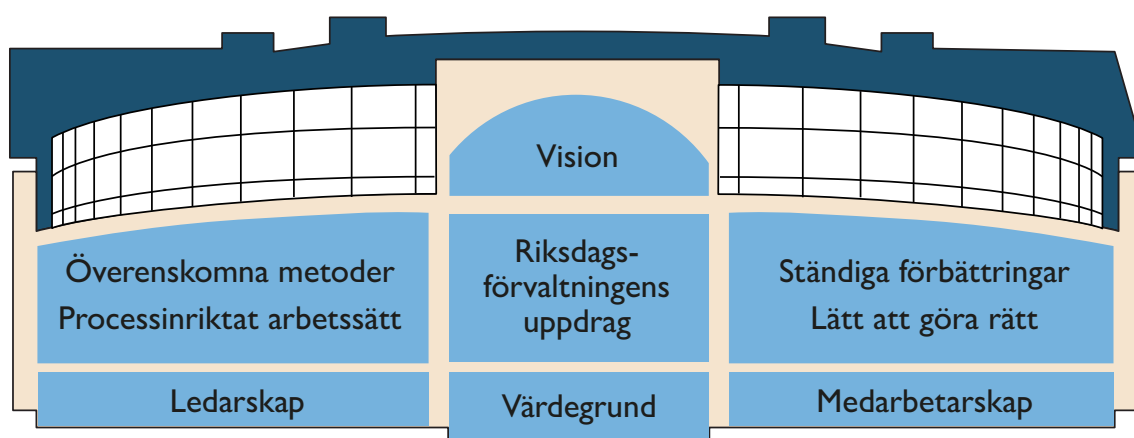 Vision
Överenskomna metoder
Processinriktat arbetssätt
Riksdags-
förvaltningens
uppdrag
Ständiga förbättringar
Lätt att göra rätt
Ledarskap
Värdegrund
Medarbetarskap